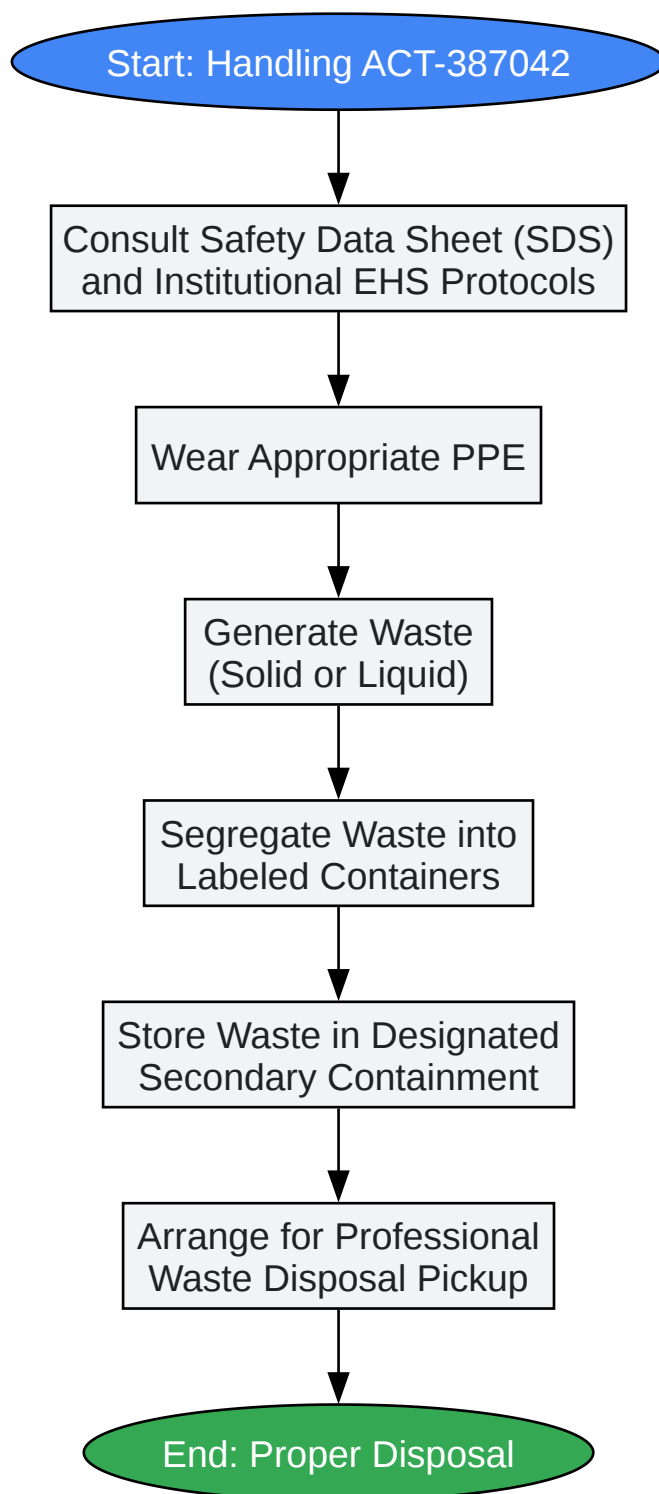 Start: Handling ACT-387042
Consult Safety Data Sheet (SDS)
and Institutional EHS Protocols
Wear Appropriate PPE
Generate Waste
(Solid or Liquid)
Segregate Waste into
Labeled Containers
Store Waste in Designated
Secondary Containment
Arrange for Professional
Waste Disposal Pickup
End: Proper Disposal